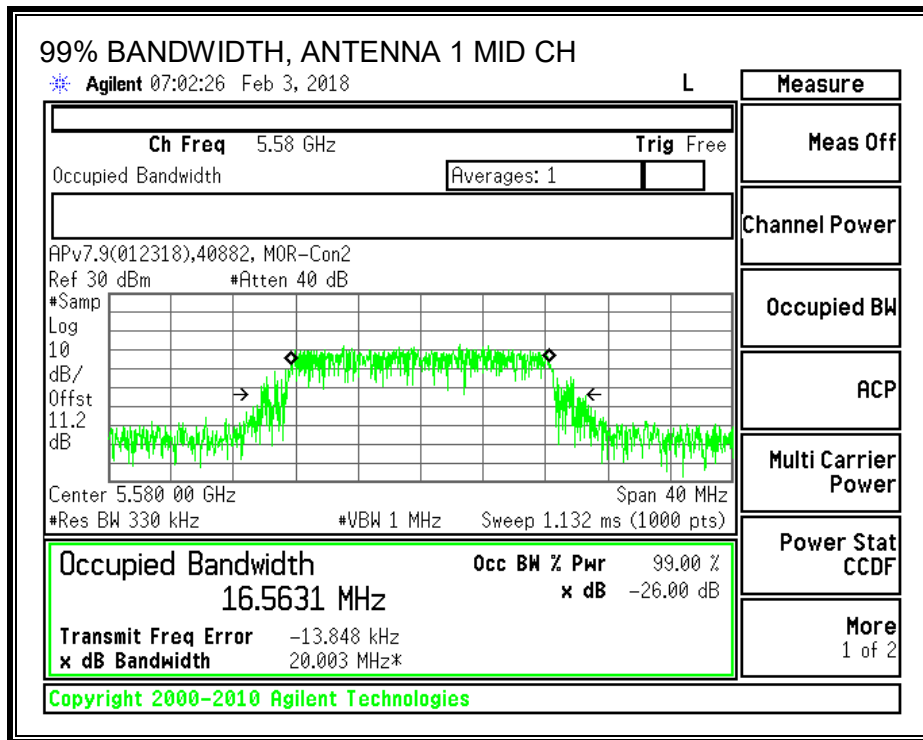 99% BANDWIDTH, ANTENNA 1 MID CH
Agilent 07:02:26 Feb 3, 2018 L
Measure
Ch Freq 5.58 GHz Trig Free
Occupied Bandwidth Averages: 1
APv7.9(012318),40882, MOR-Con2
Ref 30 dBm #Atten 40 dB
#Samp
Log
10
dB/
Offst
11.2
dB
Center 5.580 00 GHz Span 40 MHz
#Res BW 330 kHz #VBW 1 MHz Sweep 1.132 ms (1000 pts)
Occupied Bandwidth Occ BW % Pwr 99.00 %
16.5631 MHz x dB -26.00 dB
Transmit Freq Error -13.848 kHz
x dB Bandwidth 20.003 MHz*
Meas Off
Channel Power
Occupied BW
ACP
Multi Carrier
Power
Power Stat
CCDF
More
1 of 2
Copyright 2000-2010 Agilent Technologies